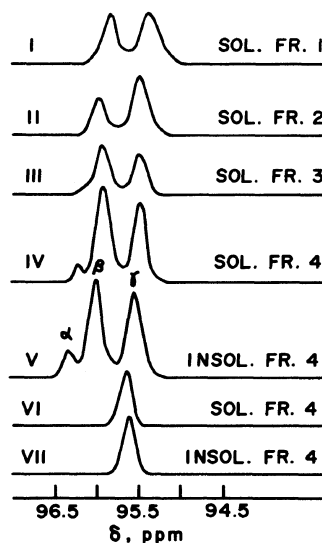 I SOL. FR. 1
II SOL. FR. 2
III SOL. FR. 3
IV SOL. FR. 4
α β γ
V INSOL. FR. 4
VI SOL. FR. 4
VII INSOL. FR. 4
96.5 95.5 94.5
δ, ppm